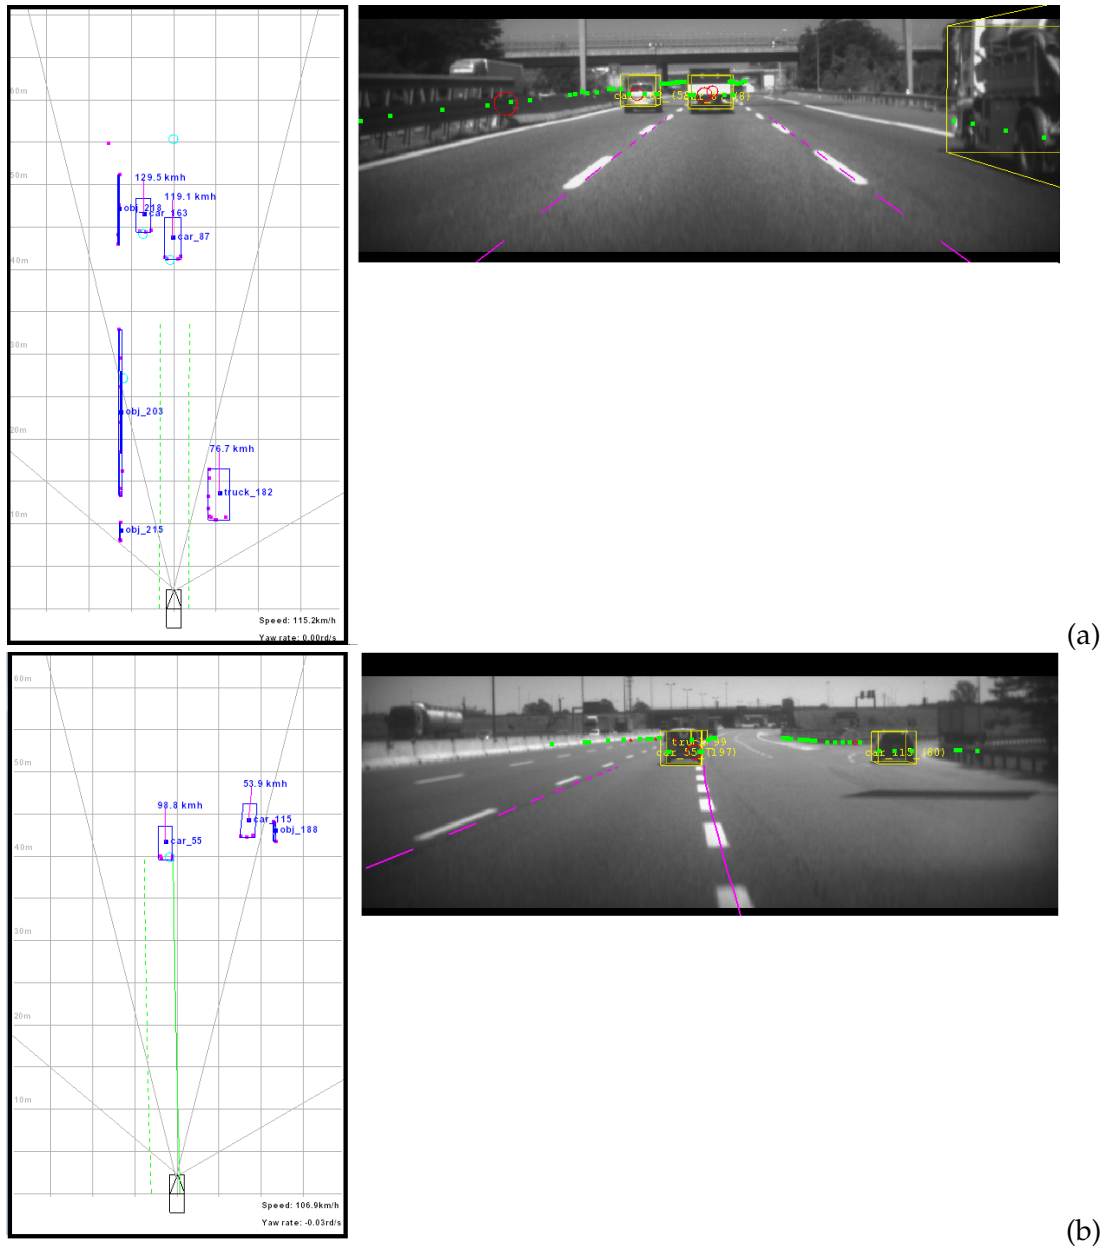 60m
50m
129.5 kmh
119.1 kmh
obj_218
car_163
car_87
40m
30m
obj_203
20m
76.7 kmh
truck_182
10m
obj_215
Speed: 115.2km/h
Yaw rate: 0.00rd/s
(a)
60m
50m
53.9 kmh
98.8 kmh
car_115
obj_188
car_55
40m
30m
20m
10m
Speed: 106.9km/h
Yaw rate: -0.03rd/s
car_115_(60)
(b)